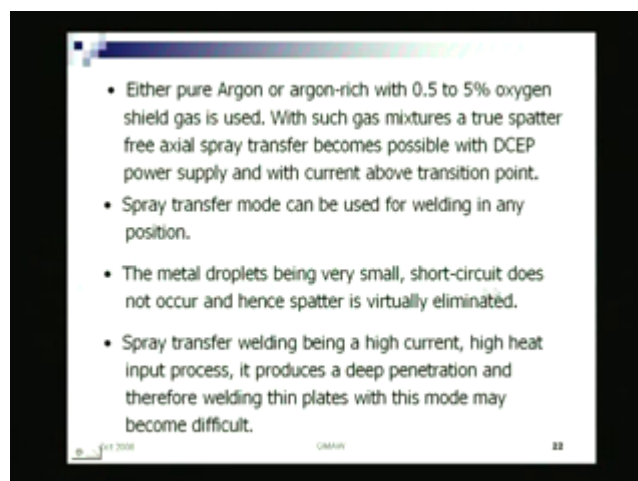 • Either pure Argon or argon-rich with 0.5 to 5% oxygen
shield gas is used. With such gas mixtures a true spatter
free axial spray transfer becomes possible with DCEP
power supply and with current above transition point.
• Spray transfer mode can be used for welding in any
position.
• The metal droplets being very small, short-circuit does
not occur and hence spatter is virtually eliminated.
• Spray transfer welding being a high current, high heat
input process, it produces a deep penetration and
therefore welding thin plates with this mode may
become difficult.
GMAW 22